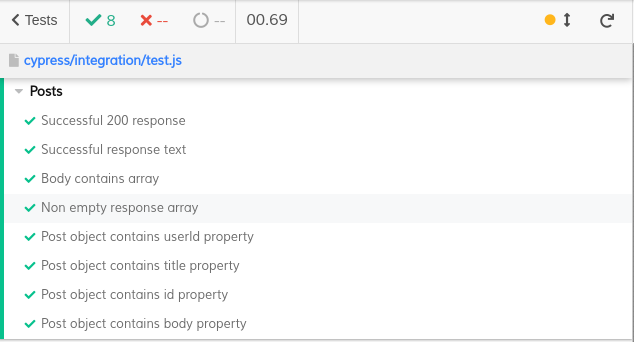 Tests 8 -- -- 00.69
cypress/integration/test.js
Posts
Successful 200 response
Successful response text
Body contains array
Non empty response array
Post object contains userId property
Post object contains title property
Post object contains id property
Post object contains body property